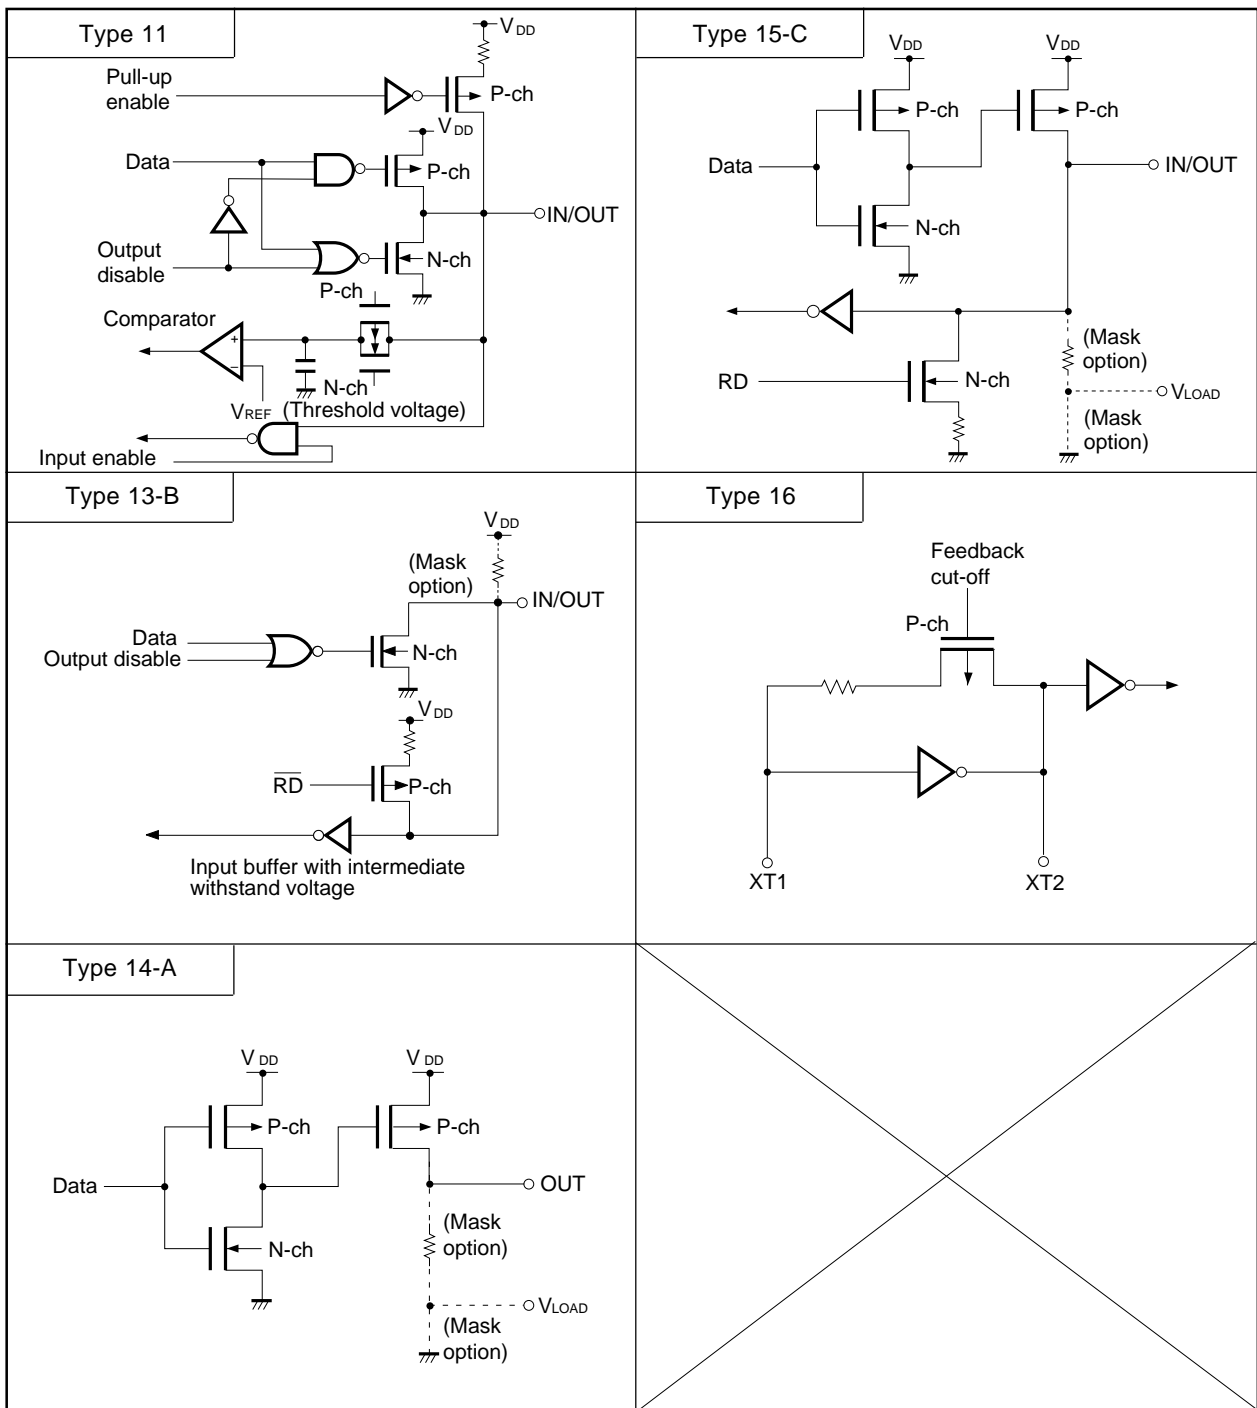 Type 11
VDD
Pull-up
enable
P-ch
VDD
Data
P-ch
IN/OUT
Output
disable
N-ch
P-ch
Comparator
+
−
N-ch
VREF (Threshold voltage)
Input enable
Type 15-C
VDD
VDD
P-ch
P-ch
Data
IN/OUT
N-ch
(Mask
option)
RD
N-ch
VLOAD
(Mask
option)
Type 13-B
VDD
(Mask
option)
IN/OUT
Data
Output disable
N-ch
VDD
R̅D̅
P-ch
Input buffer with intermediate
withstand voltage
Type 16
Feedback
cut-off
P-ch
XT1
XT2
Type 14-A
VDD
VDD
P-ch
P-ch
Data
OUT
N-ch
(Mask
option)
VLOAD
(Mask
option)